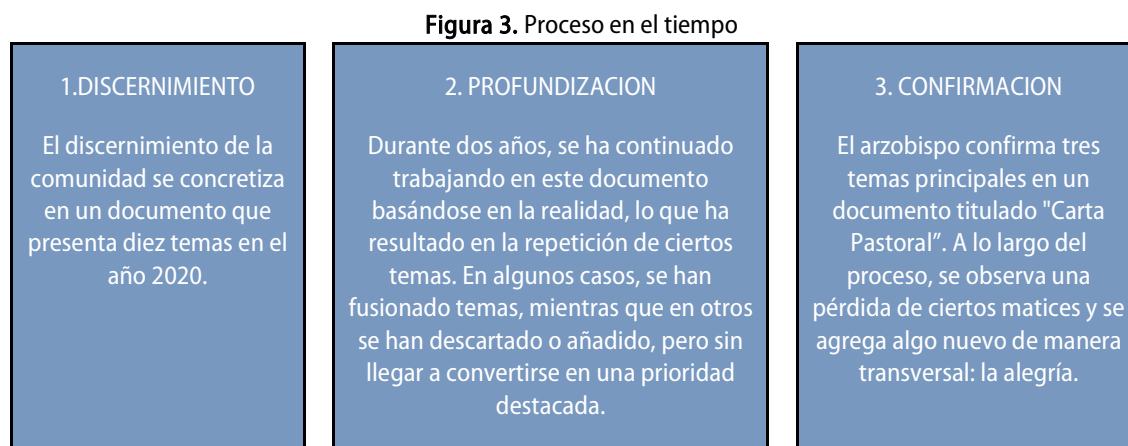 Figura 3. Proceso en el tiempo
1.DISCERNIMIENTO
El discernimiento de la
comunidad se concretiza
en un documento que
presenta diez temas en el
año 2020.
2. PROFUNDIZACION
Durante dos años, se ha continuado
trabajando en este documento
basándose en la realidad, lo que ha
resultado en la repetición de ciertos
temas. En algunos casos, se han
fusionado temas, mientras que en otros
se han descartado o añadido, pero sin
llegar a convertirse en una prioridad
destacada.
3. CONFIRMACION
El arzobispo confirma tres
temas principales en un
documento titulado "Carta
Pastoral”. A lo largo del
proceso, se observa una
pérdida de ciertos matices y se
agrega algo nuevo de manera
transversal: la alegría.